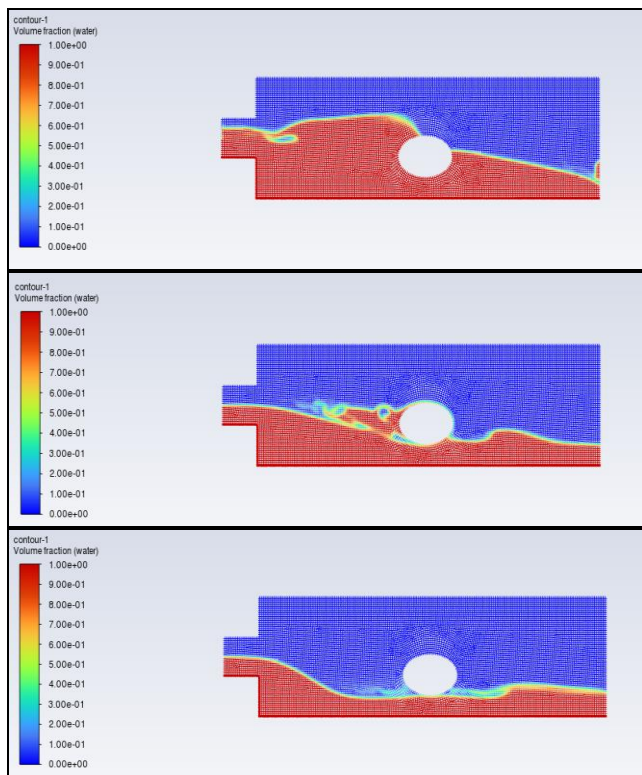 contour-1
Volume fraction (water)
1.00e+00
9.00e-01
8.00e-01
7.00e-01
6.00e-01
5.00e-01
4.00e-01
3.00e-01
2.00e-01
1.00e-01
0.00e+00
contour-1
Volume fraction (water)
1.00e+00
9.00e-01
8.00e-01
7.00e-01
6.00e-01
5.00e-01
4.00e-01
3.00e-01
2.00e-01
1.00e-01
0.00e+00
contour-1
Volume fraction (water)
1.00e+00
9.00e-01
8.00e-01
7.00e-01
6.00e-01
5.00e-01
4.00e-01
3.00e-01
2.00e-01
1.00e-01
0.00e+00